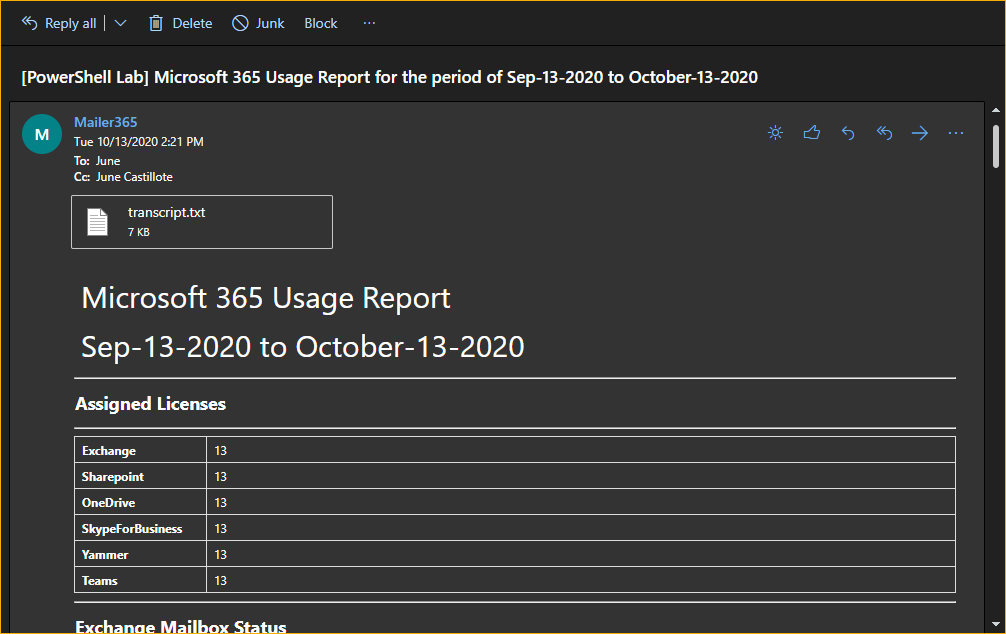 Reply all | Delete Junk Block ...
[PowerShell Lab] Microsoft 365 Usage Report for the period of Sep-13-2020 to October-13-2020
M
Mailer365
Tue 10/13/2020 2:21 PM
To: June
Cc: June Castillote
transcript.txt
7 KB
Microsoft 365 Usage Report
Sep-13-2020 to October-13-2020
Assigned Licenses
Exchange 13
Sharepoint 13
OneDrive 13
SkypeForBusiness 13
Yammer 13
Teams 13
Exchange Mailbox Status